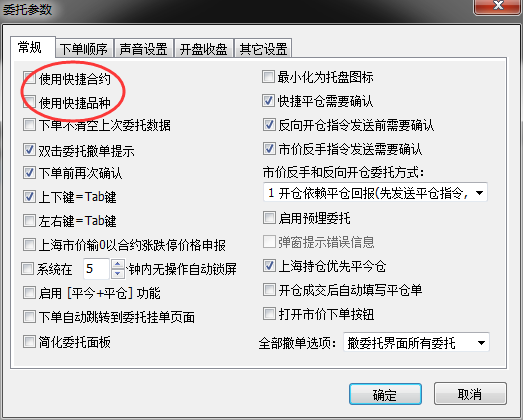 委托参数
常规 下单顺序 声音设置 开盘收盘 其它设置
使用快捷合约
使用快捷品种
下单不清空上次委托数据
双击委托撤单提示
下单前再次确认
上下键=Tab键
左右键=Tab键
上海市价输0以合约涨跌停价格申报
系统在 5 钟内无操作自动锁屏
启用[平今+平仓]功能
下单自动跳转到委托挂单页面
简化委托面板
最小化为托盘图标
快捷平仓需要确认
反向开仓指令发送前需要确认
市价反手指令发送需要确认
市价反手和反向开仓委托方式:
1 开仓依赖平仓回报(先发送平仓指令,
启用预埋委托
弹窗提示错误信息
上海持仓优先平今仓
开仓成交后自动填写平仓单
打开市价下单按钮
全部撤单选项: 撤委托界面所有委托
确定 取消